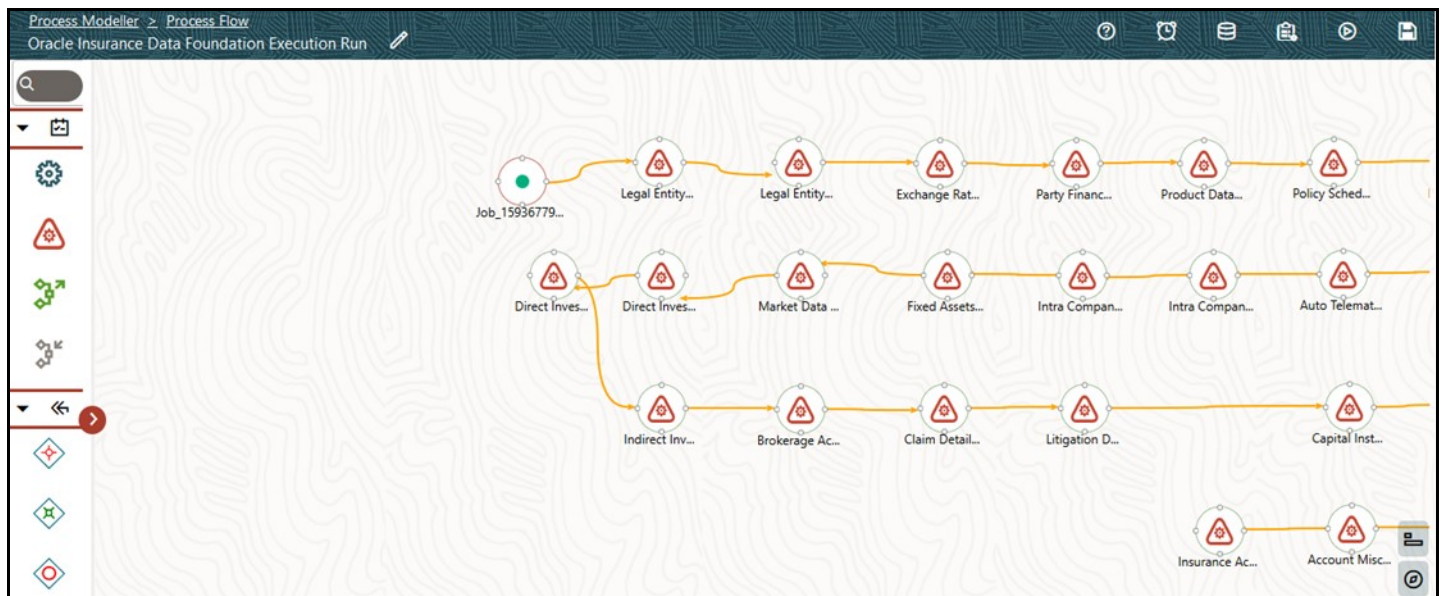 Process Modeller > Process Flow
Oracle Insurance Data Foundation Execution Run
Legal Entity...
Legal Entity...
Exchange Rat...
Party Financ...
Product Data...
Policy Sched...
Job_15936779...
Direct Inves...
Direct Inves...
Market Data ...
Fixed Assets...
Intra Compan...
Intra Compan...
Auto Telemat...
Indirect Inv...
Brokerage Ac...
Claim Detail...
Litigation D...
Capital Inst...
Insurance Ac...
Account Misc...